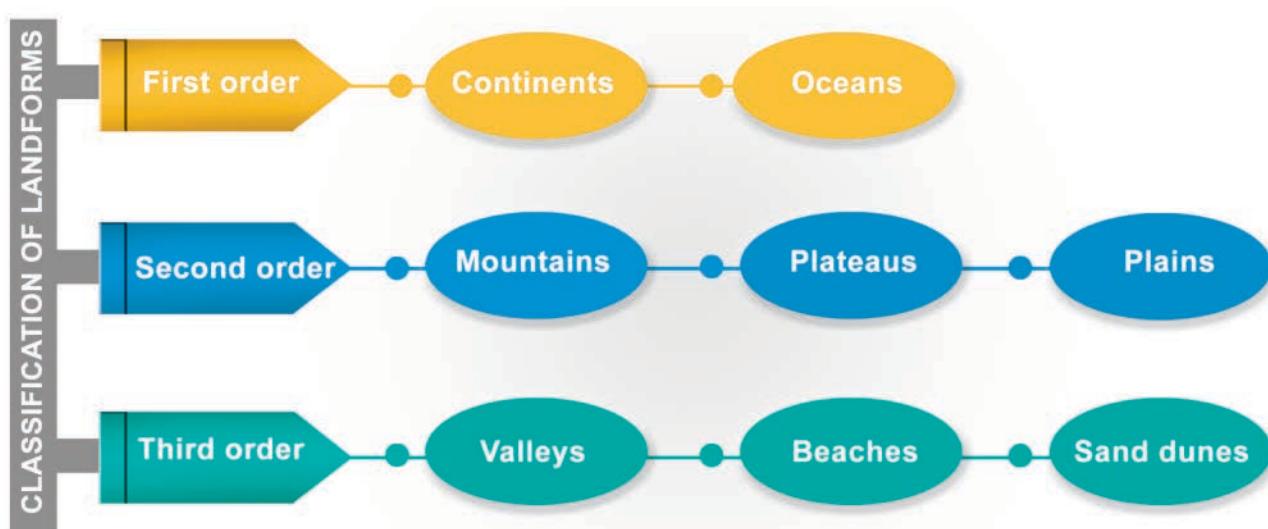 CLASSIFICATION OF LANDFORMS
First order
Continents
Oceans
Second order
Mountains
Plateaus
Plains
Third order
Valleys
Beaches
Sand dunes